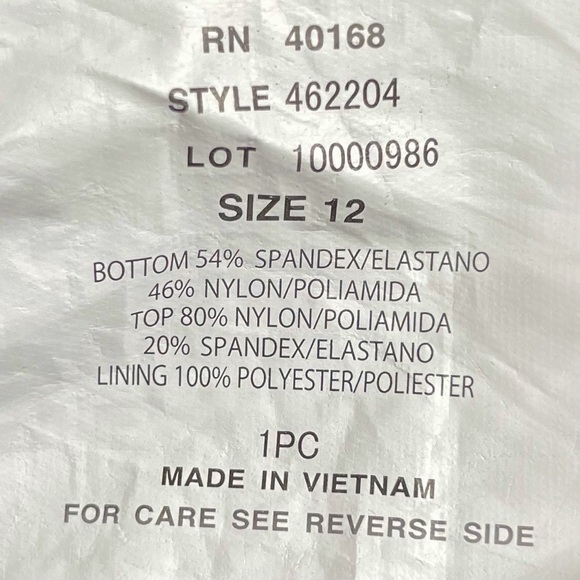 RN 40168
STYLE 462204
LOT 10000986
SIZE 12
BOTTOM 54% SPANDEX/ELASTANO
46% NYLON/POLIAMIDA
TOP 80% NYLON/POLIAMIDA
20% SPANDEX/ELASTANO
LINING 100% POLYESTER/POLIESTER
1PC
MADE IN VIETNAM
FOR CARE SEE REVERSE SIDE